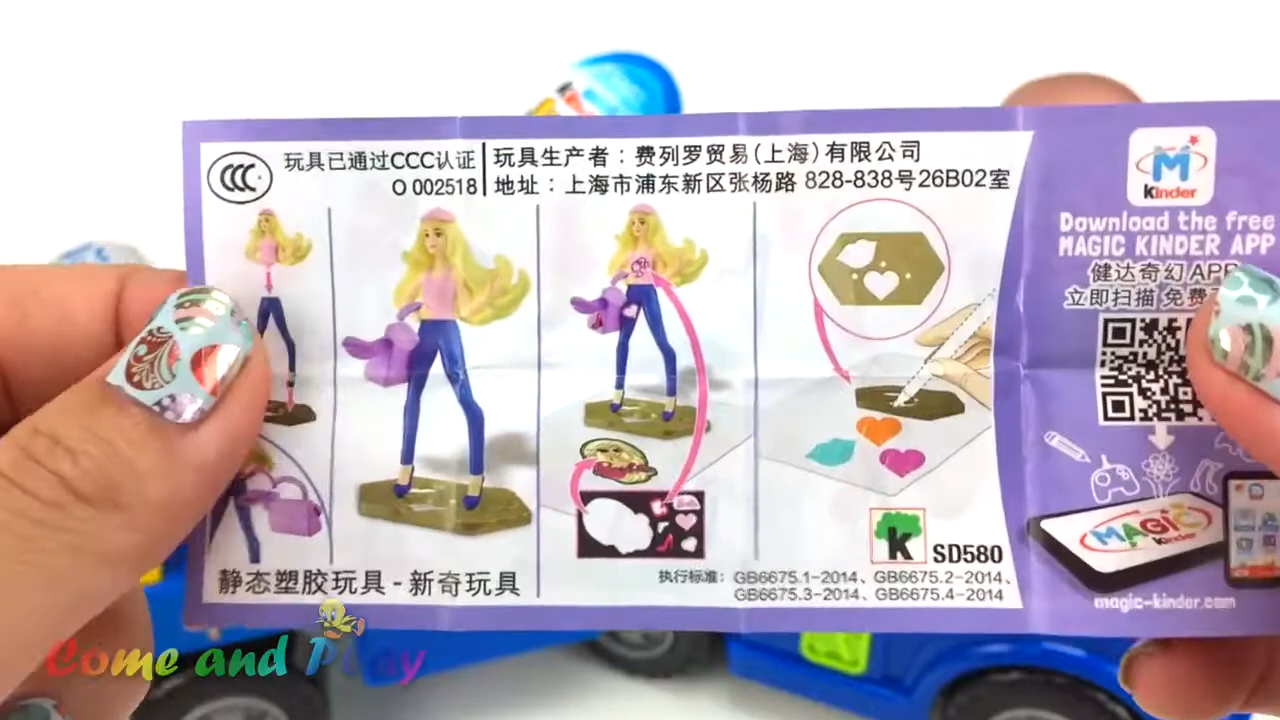 CCC
玩具已通过CCC认证
O 002518
玩具生产者：费列罗贸易(上海)有限公司
地址：上海市浦东新区张杨路 828-838号26B02室
Kinder
Download the free
MAGIC KINDER APP
健达奇幻APP
立即扫描 免费
k
SD580
静态塑胶玩具-新奇玩具
执行标准：GB6675.1-2014、GB6675.2-2014、
GB6675.3-2014、GB6675.4-2014
MAGIC
Kinder
magic-kinder.com
Come and Play